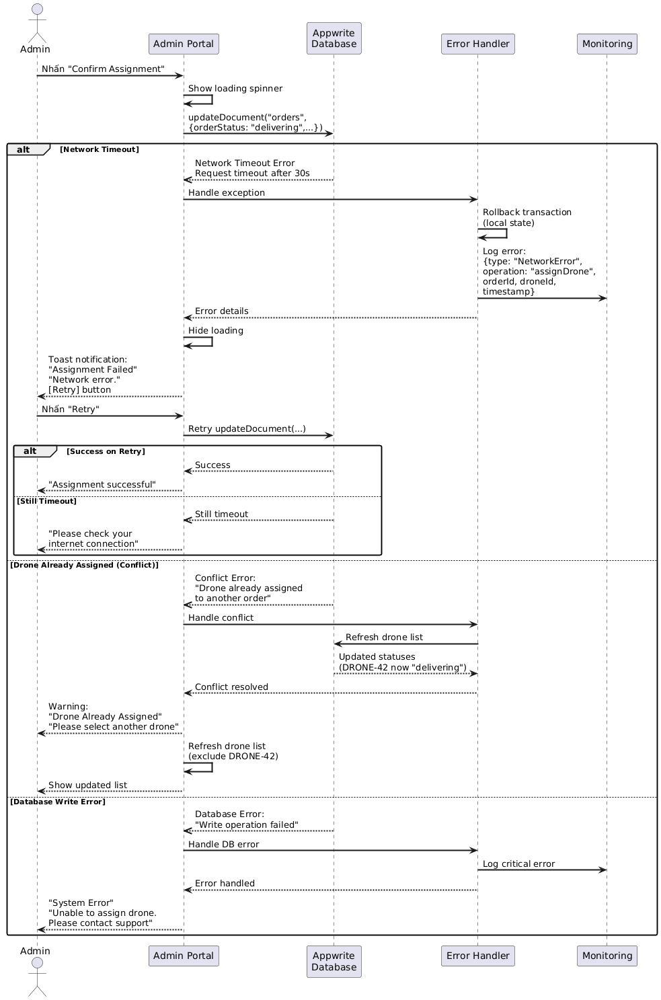 Admin
Admin Portal
Appwrite
Database
Error Handler
Monitoring
Nhấn "Confirm Assignment"
Show loading spinner
updateDocument("orders",
{orderStatus: "delivering",...})
alt
[Network Timeout]
Network Timeout Error
Request timeout after 30s
Handle exception
Rollback transaction
(local state)
Log error:
{type: "NetworkError",
operation: "assignDrone",
orderId, droneId,
timestamp}
Error details
Hide loading
Toast notification:
"Assignment Failed"
"Network error."
[Retry] button
Nhấn "Retry"
Retry updateDocument(...)
alt
[Success on Retry]
Success
"Assignment successful"
[Still Timeout]
Still timeout
"Please check your
internet connection"
[Drone Already Assigned (Conflict)]
Conflict Error:
"Drone already assigned
to another order"
Handle conflict
Refresh drone list
Updated statuses
(DRONE-42 now "delivering")
Conflict resolved
Warning:
"Drone Already Assigned"
"Please select another drone"
Refresh drone list
(exclude DRONE-42)
Show updated list
[Database Write Error]
Database Error:
"Write operation failed"
Handle DB error
Log critical error
Error handled
"System Error"
"Unable to assign drone.
Please contact support"
Admin
Admin Portal
Appwrite
Database
Error Handler
Monitoring